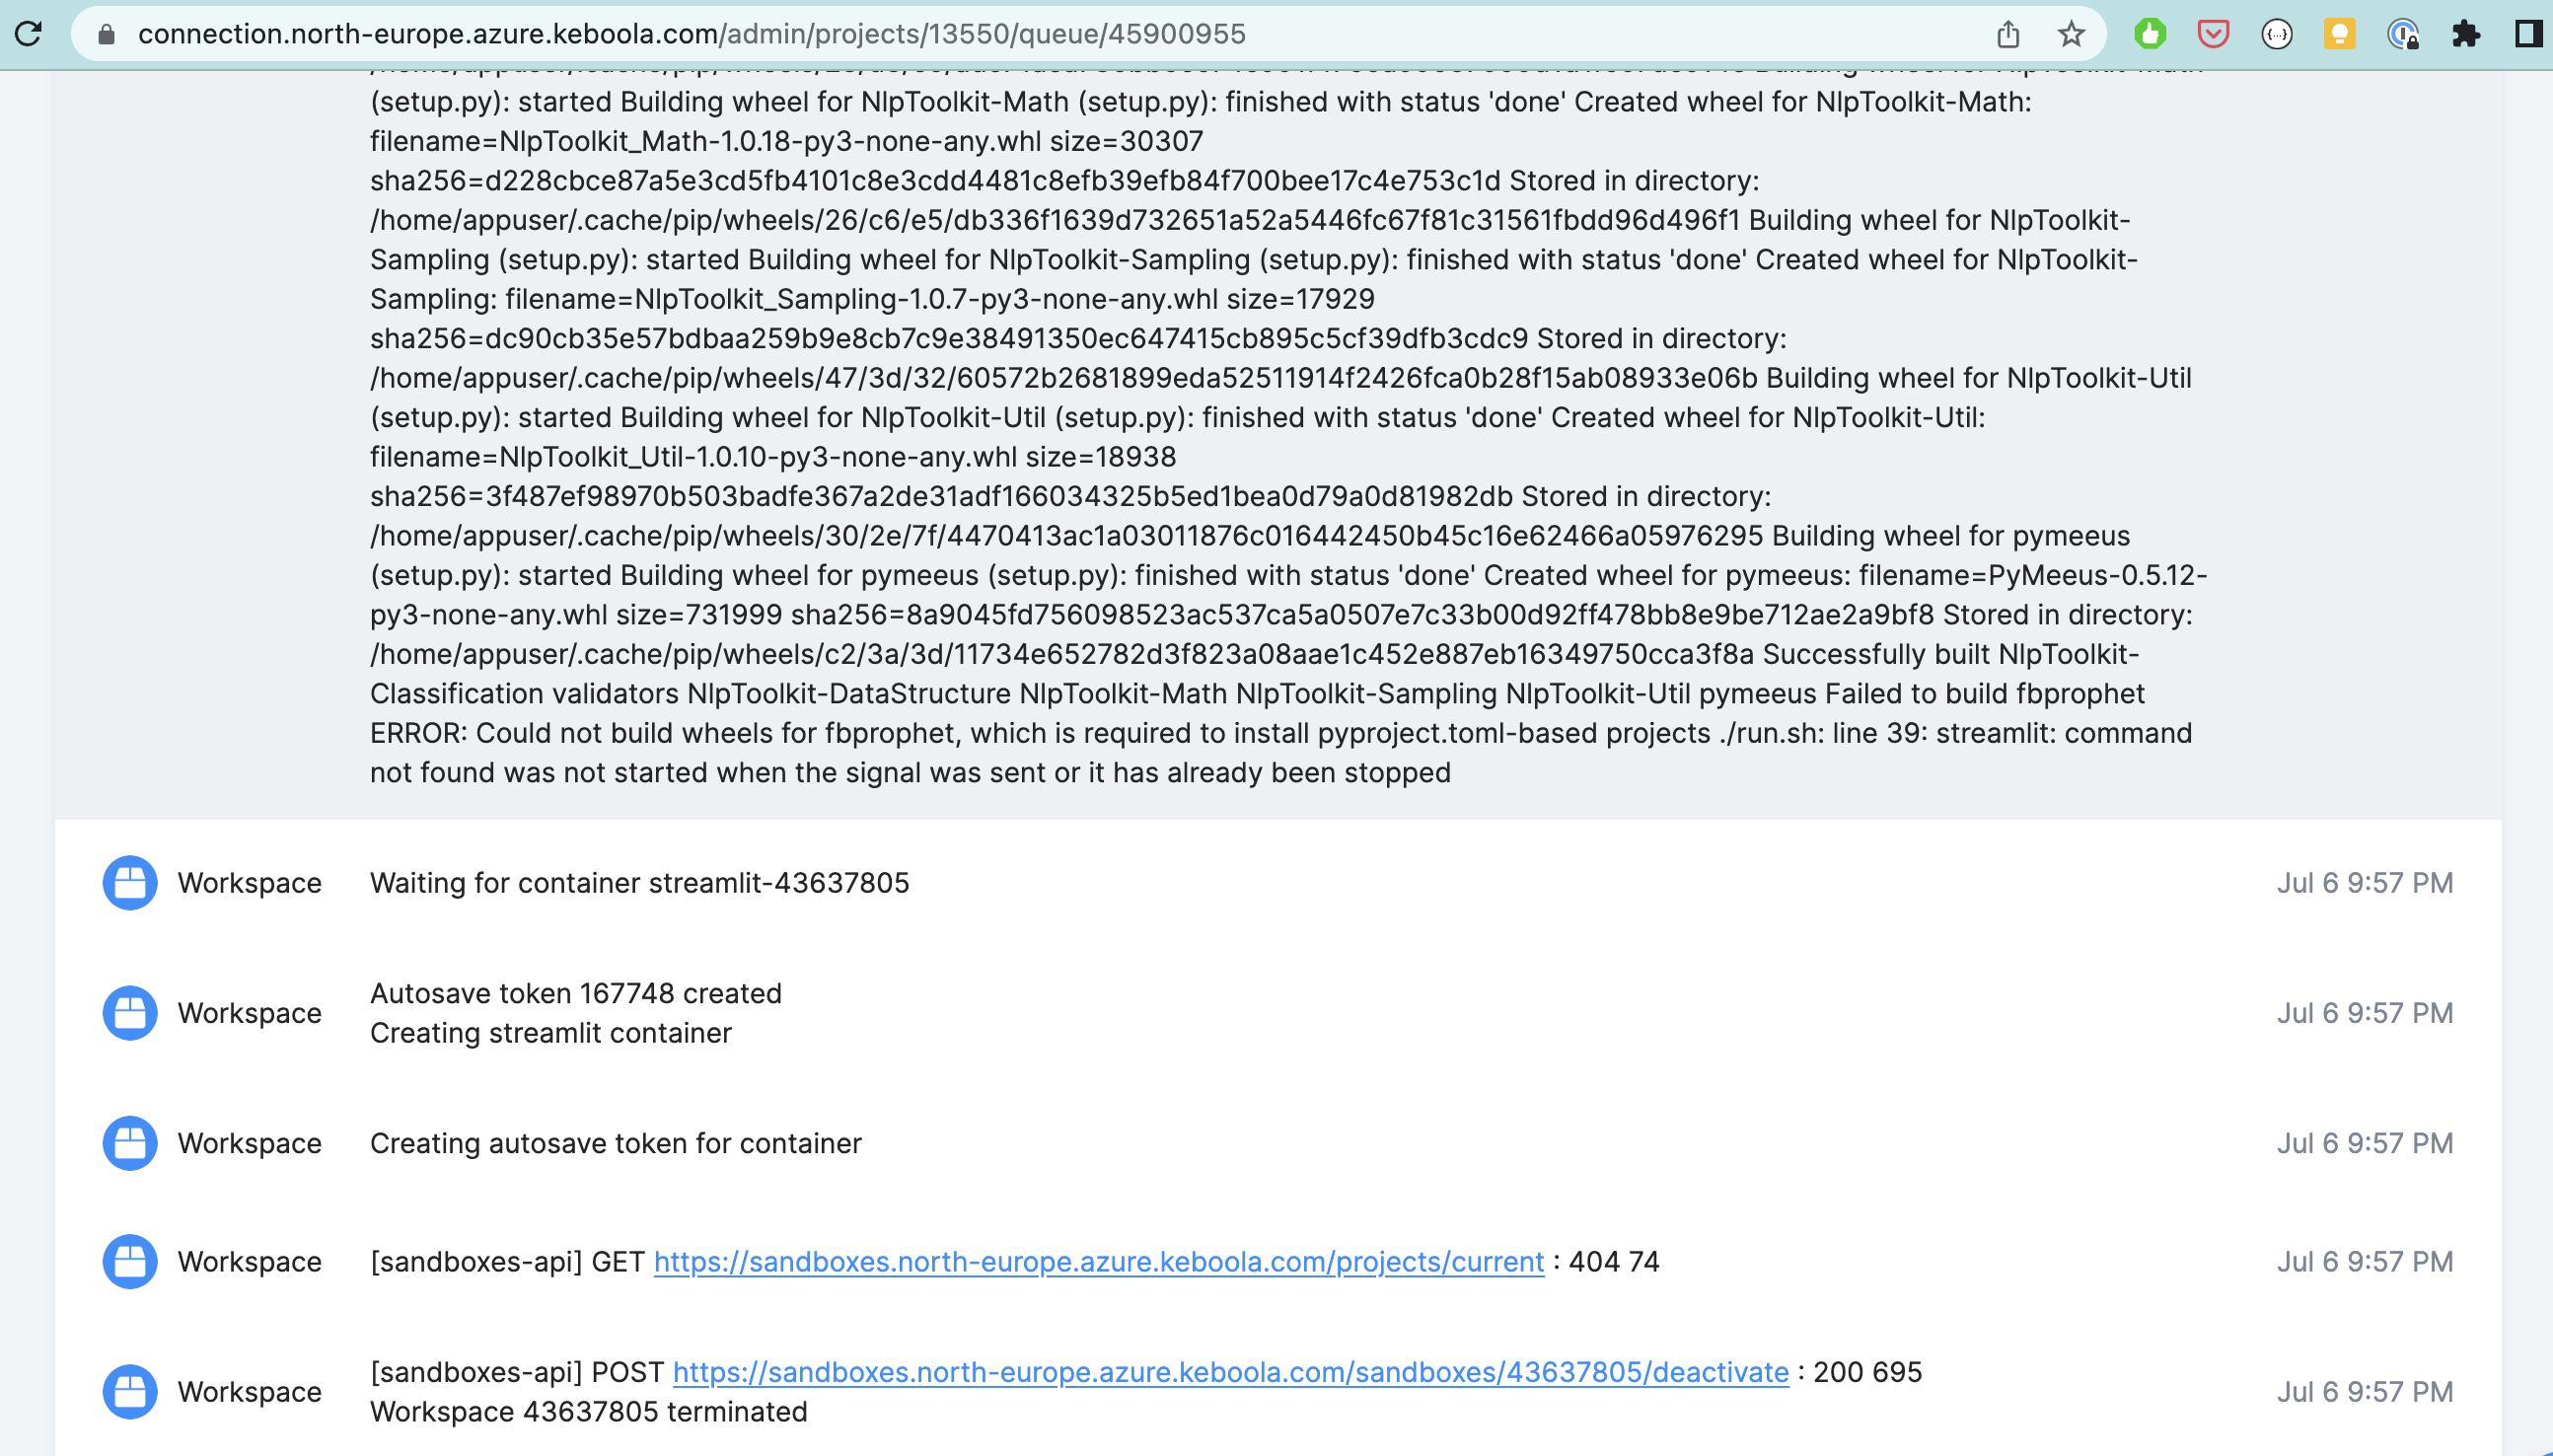 connection.north-europe.azure.keboola.com/admin/projects/13550/queue/45900955
(setup.py): started Building wheel for NlpToolkit-Math (setup.py): finished with status 'done' Created wheel for NlpToolkit-Math:
filename=NlpToolkit_Math-1.0.18-py3-none-any.whl size=30307
sha256=d228cbce87a5e3cd5fb4101c8e3cdd4481c8efb39efb84f700bee17c4e753c1d Stored in directory:
/home/appuser/.cache/pip/wheels/26/c6/e5/db336f1639d732651a52a5446fc67f81c31561fbdd96d496f1 Building wheel for NlpToolkit-
Sampling (setup.py): started Building wheel for NlpToolkit-Sampling (setup.py): finished with status 'done' Created wheel for NlpToolkit-
Sampling: filename=NlpToolkit_Sampling-1.0.7-py3-none-any.whl size=17929
sha256=dc90cb35e57bdbaa259b9e8cb7c9e38491350ec647415cb895c5cf39dfb3cdc9 Stored in directory:
/home/appuser/.cache/pip/wheels/47/3d/32/60572b2681899eda52511914f2426fca0b28f15ab08933e06b Building wheel for NlpToolkit-Util
(setup.py): started Building wheel for NlpToolkit-Util (setup.py): finished with status 'done' Created wheel for NlpToolkit-Util:
filename=NlpToolkit_Util-1.0.10-py3-none-any.whl size=18938
sha256=3f487ef98970b503badfe367a2de31adf166034325b5ed1bea0d79a0d81982db Stored in directory:
/home/appuser/.cache/pip/wheels/30/2e/7f/4470413ac1a03011876c016442450b45c16e62466a05976295 Building wheel for pymeeus
(setup.py): started Building wheel for pymeeus (setup.py): finished with status 'done' Created wheel for pymeeus: filename=PyMeeus-0.5.12-
py3-none-any.whl size=731999 sha256=8a9045fd756098523ac537ca5a0507e7c33b00d92ff478bb8e9be712ae2a9bf8 Stored in directory:
/home/appuser/.cache/pip/wheels/c2/3a/3d/11734e652782d3f823a08aae1c452e887eb16349750cca3f8a Successfully built NlpToolkit-
Classification validators NlpToolkit-DataStructure NlpToolkit-Math NlpToolkit-Sampling NlpToolkit-Util pymeeus Failed to build fbprophet
ERROR: Could not build wheels for fbprophet, which is required to install pyproject.toml-based projects ./run.sh: line 39: streamlit: command
not found was not started when the signal was sent or it has already been stopped
Workspace Waiting for container streamlit-43637805 Jul 6 9:57 PM
Autosave token 167748 created
Workspace Jul 6 9:57 PM
Creating streamlit container
Workspace Creating autosave token for container Jul 6 9:57 PM
Workspace [sandboxes-api] GET https://sandboxes.north-europe.azure.keboola.com/projects/current : 404 74 Jul 6 9:57 PM
[sandboxes-api] POST https://sandboxes.north-europe.azure.keboola.com/sandboxes/43637805/deactivate : 200 695
Workspace Jul 6 9:57 PM
Workspace 43637805 terminated